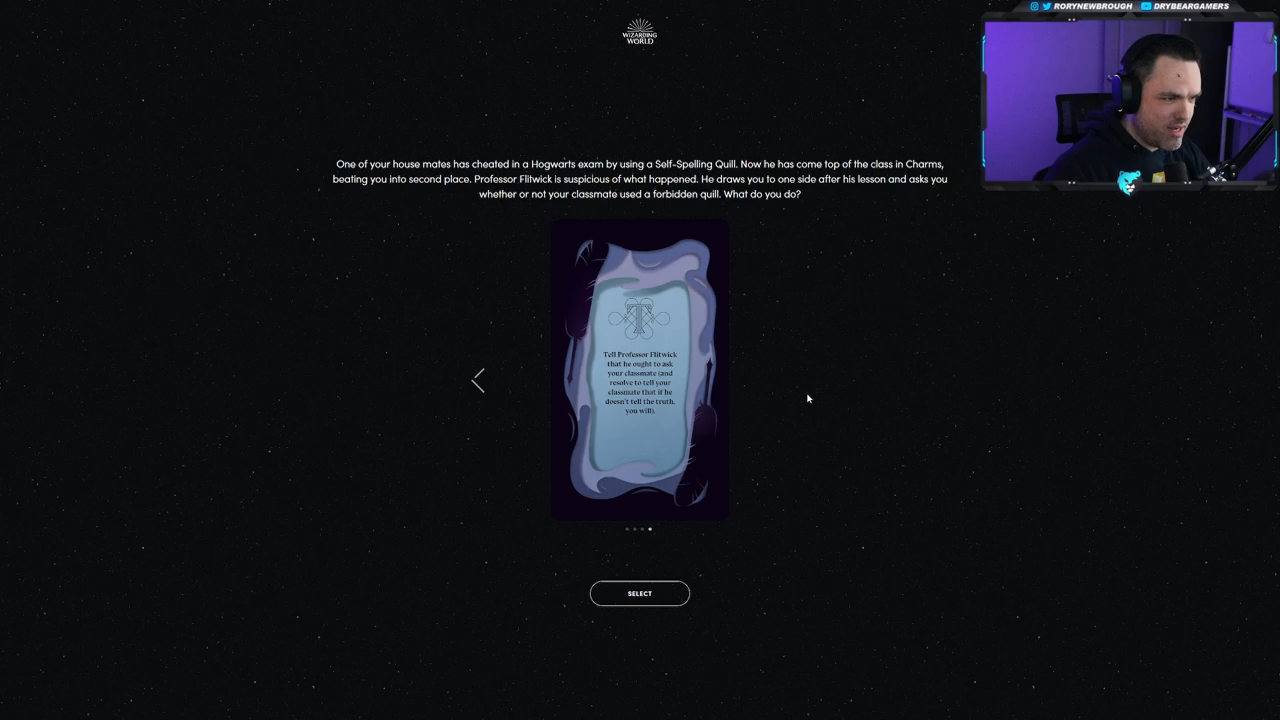 RORYNEWBROUGH DRYBEARGAMERS
WIZARDING
WORLD
One of your house mates has cheated in a Hogwarts exam by using a Self-Spelling Quill. Now he has come top of the class in Charms,
beating you into second place. Professor Flitwick is suspicious of what happened. He draws you to one side after his lesson and asks you
whether or not your classmate used a forbidden quill. What do you do?
T
Tell Professor Flitwick
that he ought to ask
your classmate (and
resolve to tell your
classmate that if he
doesn't tell the truth,
you will).
SELECT